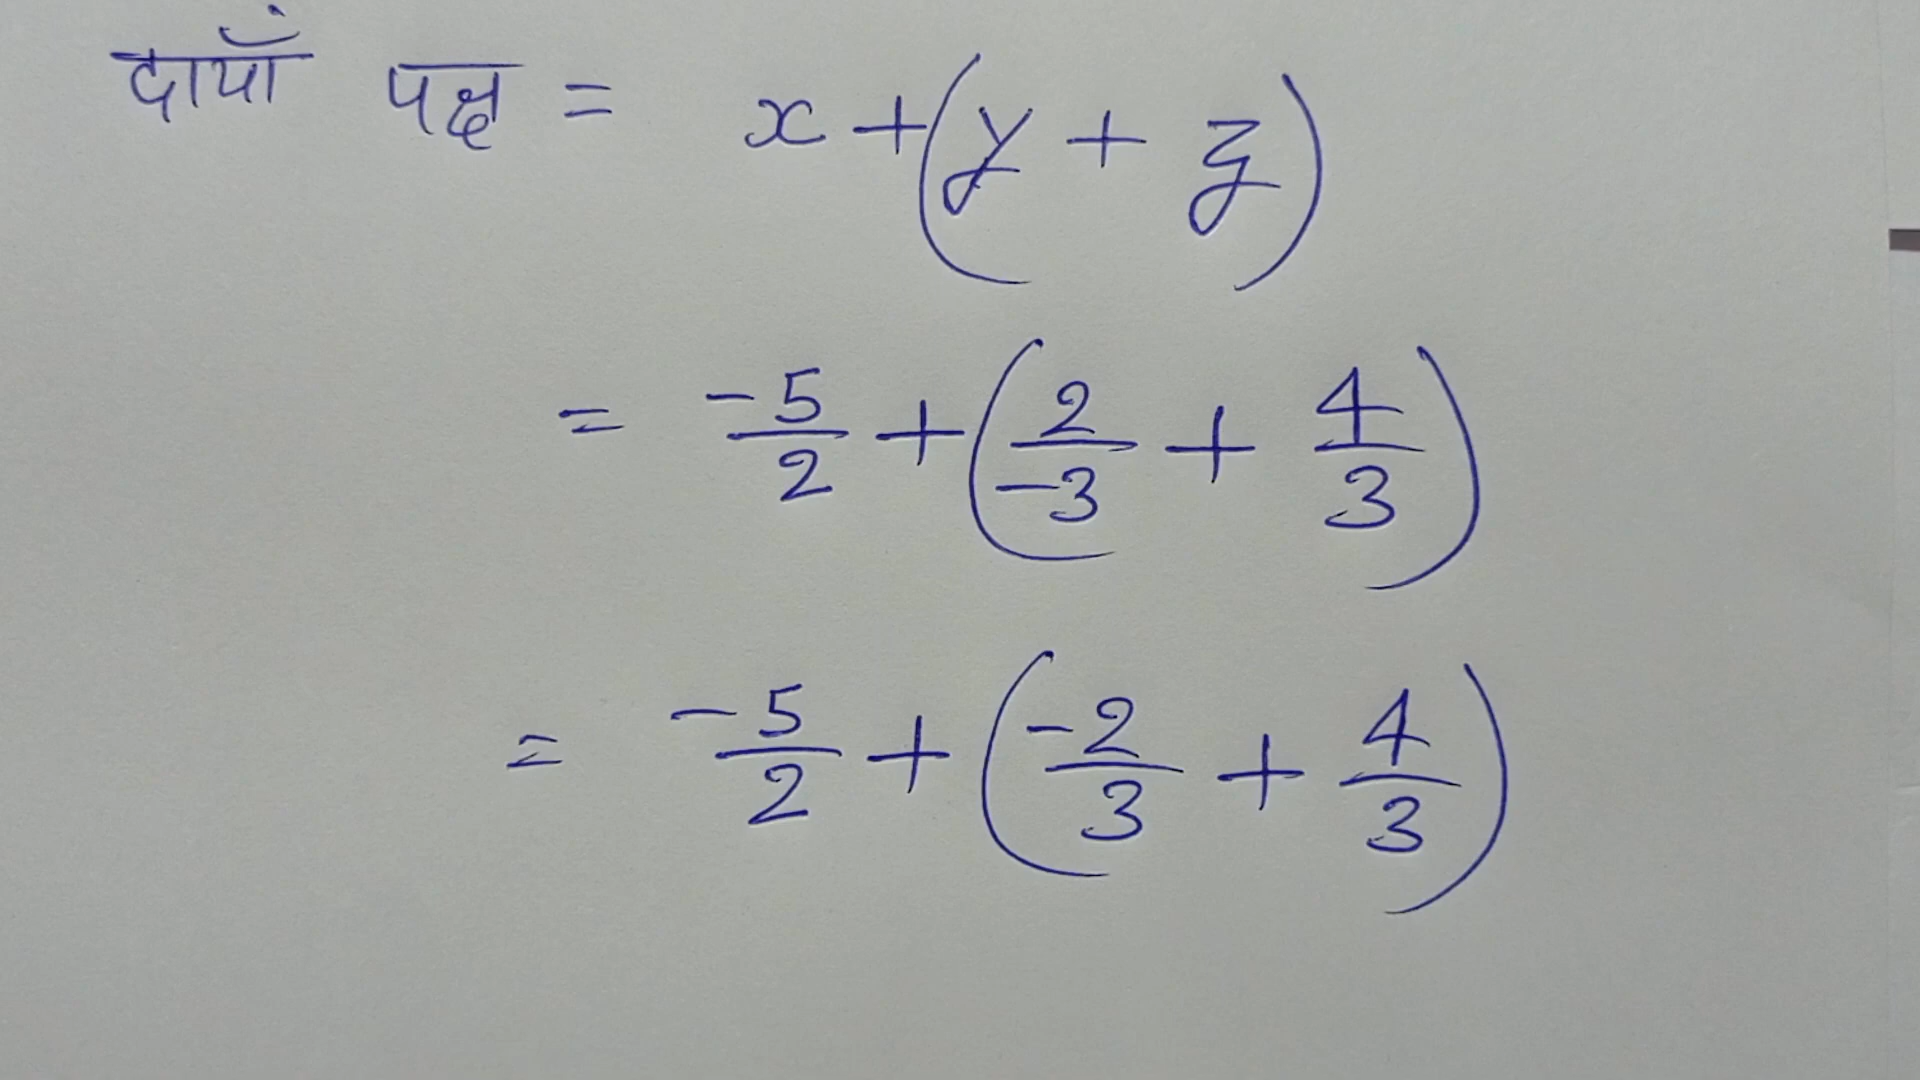 दायाँ पक्ष = x + (y + z)
= -5/2 + (2/-3 + 4/3)
= -5/2 + (-2/3 + 4/3)